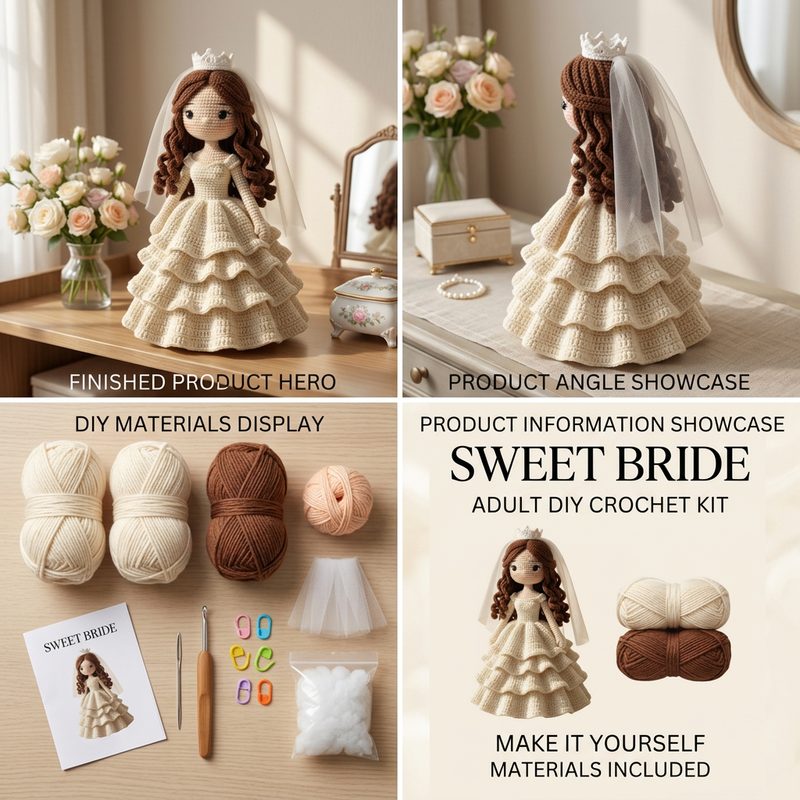 FINISHED PRODUCT HERO
PRODUCT ANGLE SHOWCASE
DIY MATERIALS DISPLAY
SWEET BRIDE
PRODUCT INFORMATION SHOWCASE
SWEET BRIDE
ADULT DIY CROCHET KIT
MAKE IT YOURSELF
MATERIALS INCLUDED